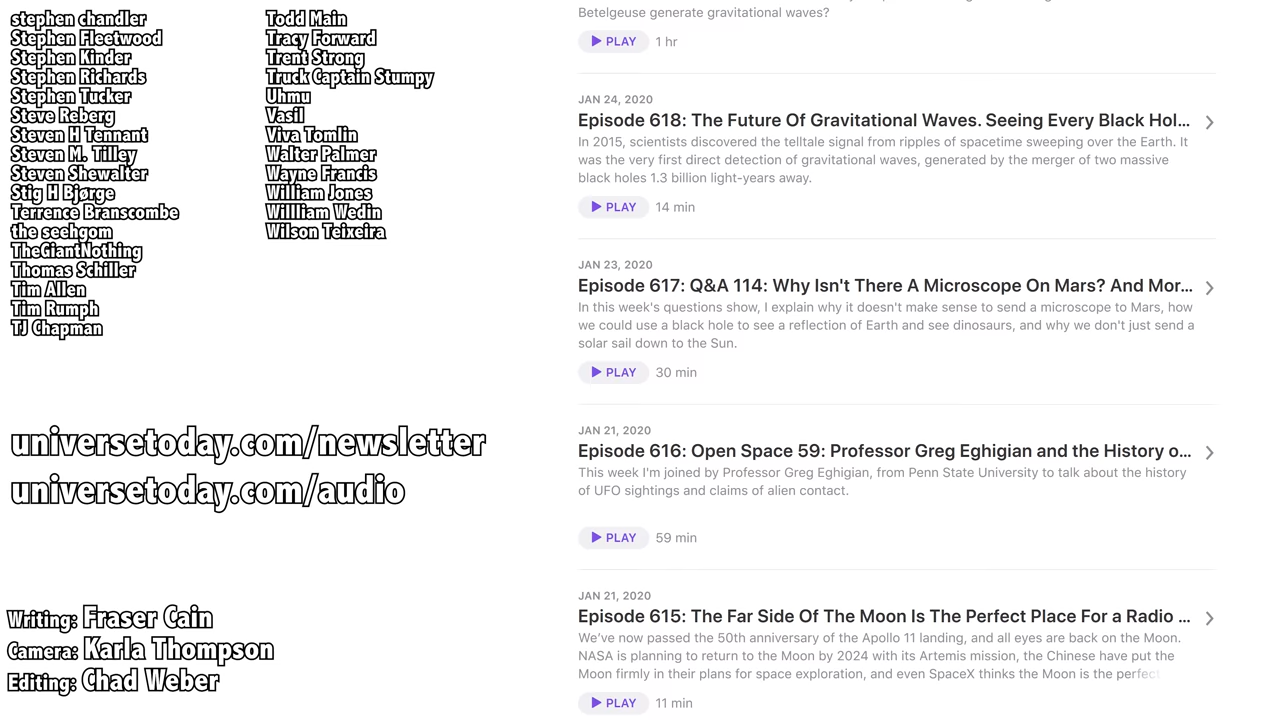 stephen chandler
Stephen Fleetwood
Stephen Kinder
Stephen Richards
Stephen Tucker
Steve Reberg
Steven H Tennant
Steven M. Tilley
Steven Shewalter
Stig H Bjørge
Terrence Branscombe
the seehgom
TheGiantNothing
Thomas Schiller
Tim Allen
Tim Rumph
TJ Chapman
Todd Main
Tracy Forward
Trent Strong
Truck Captain Stumpy
Uhmu
Vasil
Viva Tomlin
Walter Palmer
Wayne Francis
William Jones
Willliam Wedin
Wilson Teixeira
universetoday.com/newsletter
universetoday.com/audio
Writing: Fraser Cain
Camera: Karla Thompson
Editing: Chad Weber
Betelgeuse generate gravitational waves?
PLAY 1 hr
JAN 24, 2020
Episode 618: The Future Of Gravitational Waves. Seeing Every Black Hol...
In 2015, scientists discovered the telltale signal from ripples of spacetime sweeping over the Earth. It
was the very first direct detection of gravitational waves, generated by the merger of two massive
black holes 1.3 billion light-years away.
PLAY 14 min
JAN 23, 2020
Episode 617: Q&A 114: Why Isn't There A Microscope On Mars? And Mor...
In this week's questions show, I explain why it doesn't make sense to send a microscope to Mars, how
we could use a black hole to see a reflection of Earth and see dinosaurs, and why we don't just send a
solar sail down to the Sun.
PLAY 30 min
JAN 21, 2020
Episode 616: Open Space 59: Professor Greg Eghigian and the History o...
This week I'm joined by Professor Greg Eghigian, from Penn State University to talk about the history
of UFO sightings and claims of alien contact.
PLAY 59 min
JAN 21, 2020
Episode 615: The Far Side Of The Moon Is The Perfect Place For a Radio ...
We've now passed the 50th anniversary of the Apollo 11 landing, and all eyes are back on the Moon.
NASA is planning to return to the Moon by 2024 with its Artemis mission, the Chinese have put the
Moon firmly in their plans for space exploration, and even SpaceX thinks the Moon is the perfect
PLAY 11 min